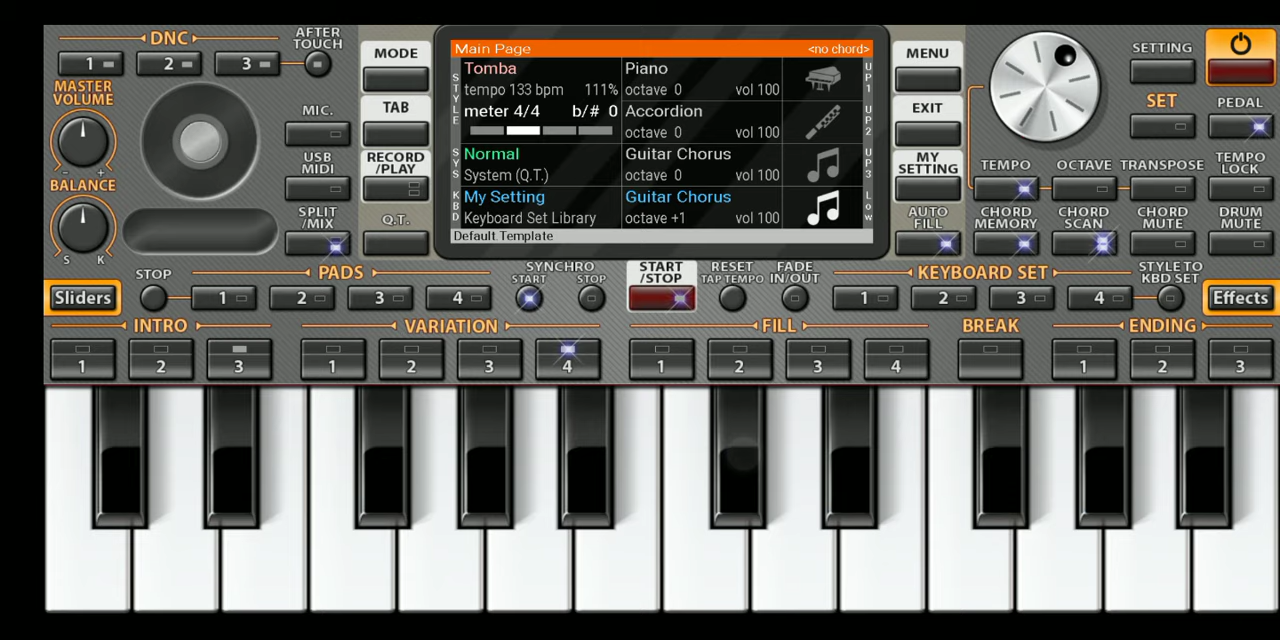 DNC
1
2
3
AFTER
TOUCH
MASTER
VOLUME
- +
BALANCE
S K
MIC.
USB
MIDI
SPLIT
/MIX
MODE
TAB
RECORD
/PLAY
Q.T.
Main Page <no chord>
STYLE
Tomba
tempo 133 bpm 111%
meter 4/4 b/# 0
SYS
Normal
System (Q.T.)
KBD
My Setting
Keyboard Set Library
Piano
octave 0 vol 100
UP1
Accordion
octave 0 vol 100
UP2
Guitar Chorus
octave 0 vol 100
UP3
Guitar Chorus
octave +1 vol 100
Low
Default.Template
MENU
EXIT
MY
SETTING
AUTO
FILL
SETTING
SET
PEDAL
TEMPO
OCTAVE
TRANSPOSE
TEMPO
LOCK
CHORD
MEMORY
CHORD
SCAN
CHORD
MUTE
DRUM
MUTE
Sliders
STOP
PADS
1
2
3
4
SYNCHRO
START
STOP
START
/STOP
RESET
TAP TEMPO
FADE
IN/OUT
KEYBOARD SET
1
2
3
4
STYLE TO
KBD SET
Effects
INTRO
1
2
3
VARIATION
1
2
3
4
FILL
1
2
3
4
BREAK
ENDING
1
2
3